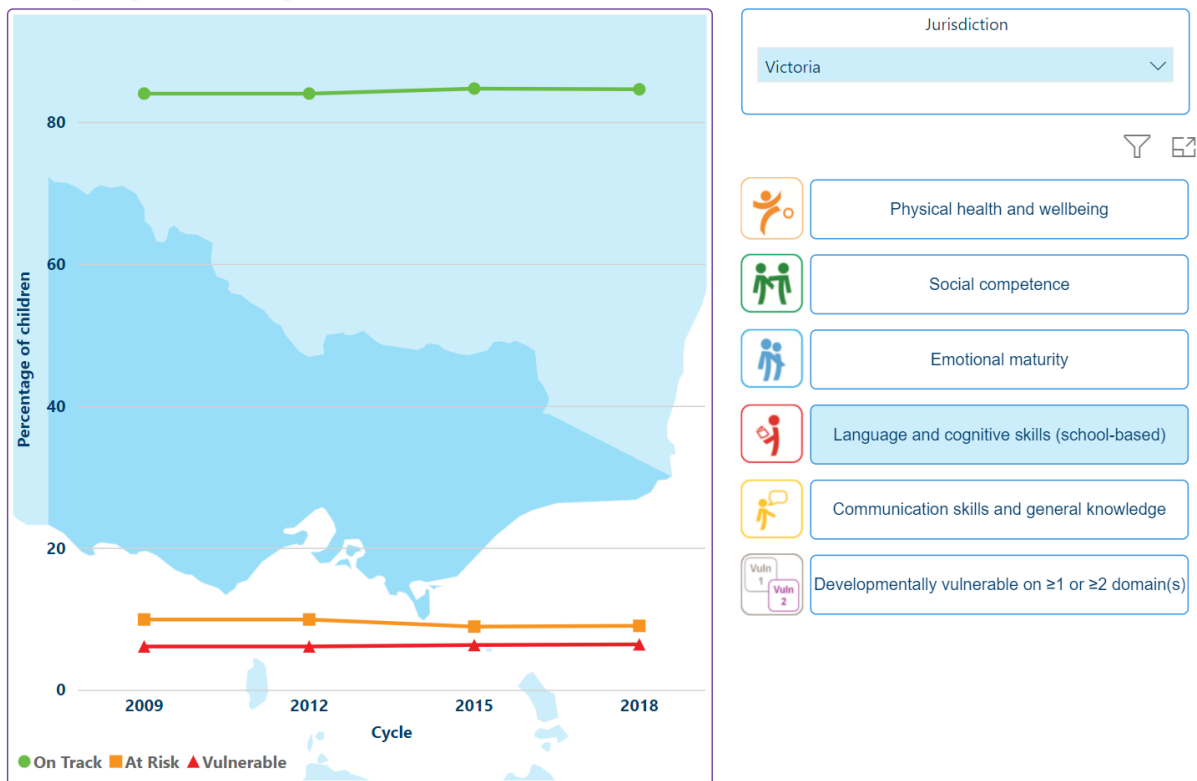 80
60
40
20
0
Percentage of children
2009 2012 2015 2018
Cycle
On Track At Risk Vulnerable
Jurisdiction
Victoria
Physical health and wellbeing
Social competence
Emotional maturity
Language and cognitive skills (school-based)
Communication skills and general knowledge
Vuln
1
Vuln
2
Developmentally vulnerable on ≥1 or ≥2 domain(s)